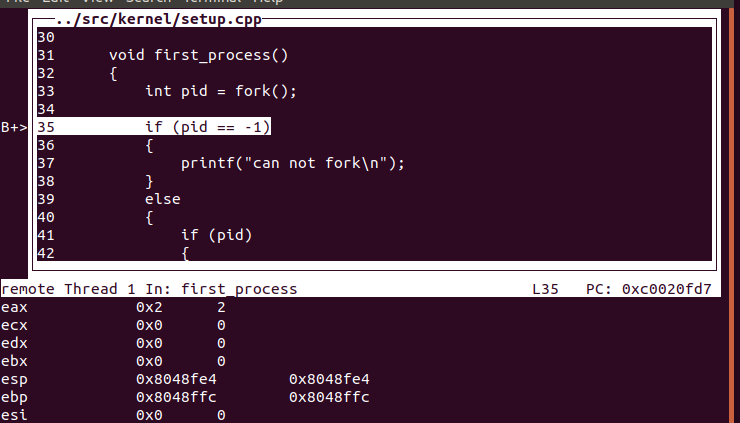 File Edit View Search Terminal Help
../src/kernel/setup.cpp
30
31 void first_process()
32 {
33 int pid = fork();
34
B+> 35 if (pid == -1)
36 {
37 printf("can not fork\n");
38 }
39 else
40 {
41 if (pid)
42 {
remote Thread 1 In: first_process L35 PC: 0xc0020fd7
eax 0x2 2
ecx 0x0 0
edx 0x0 0
ebx 0x0 0
esp 0x8048fe4 0x8048fe4
ebp 0x8048ffc 0x8048ffc
esi 0x0 0